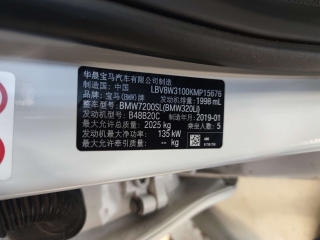 华晨宝马汽车有限公司制造
制造国：中国 LBV8W3100KMP15676
品牌：宝马(BMW)牌 发动机排量：1998 mL
整车型号：BMW7200SL(BMW320Li)
发动机型号：B48B20C 制造年月：2019-01
最大允许总质量：2025 kg 乘坐人数：5
发动机最大净功率：135 kW
最大允许牵引质量：- kg